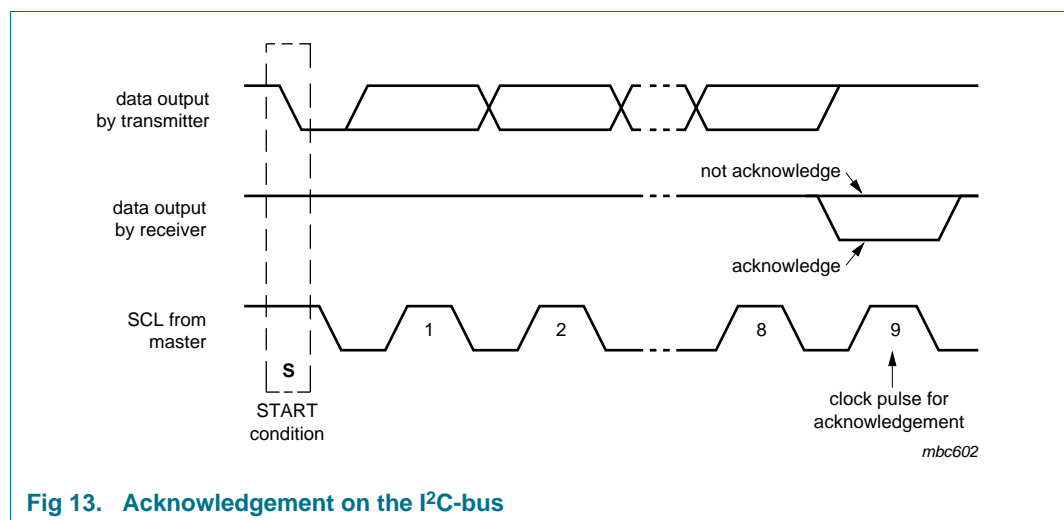 data output
by transmitter
not acknowledge
data output
by receiver
acknowledge
SCL from
master
1
2
8
9
S
START
condition
clock pulse for
acknowledgement
mbc602
Fig 13. Acknowledgement on the I²C-bus